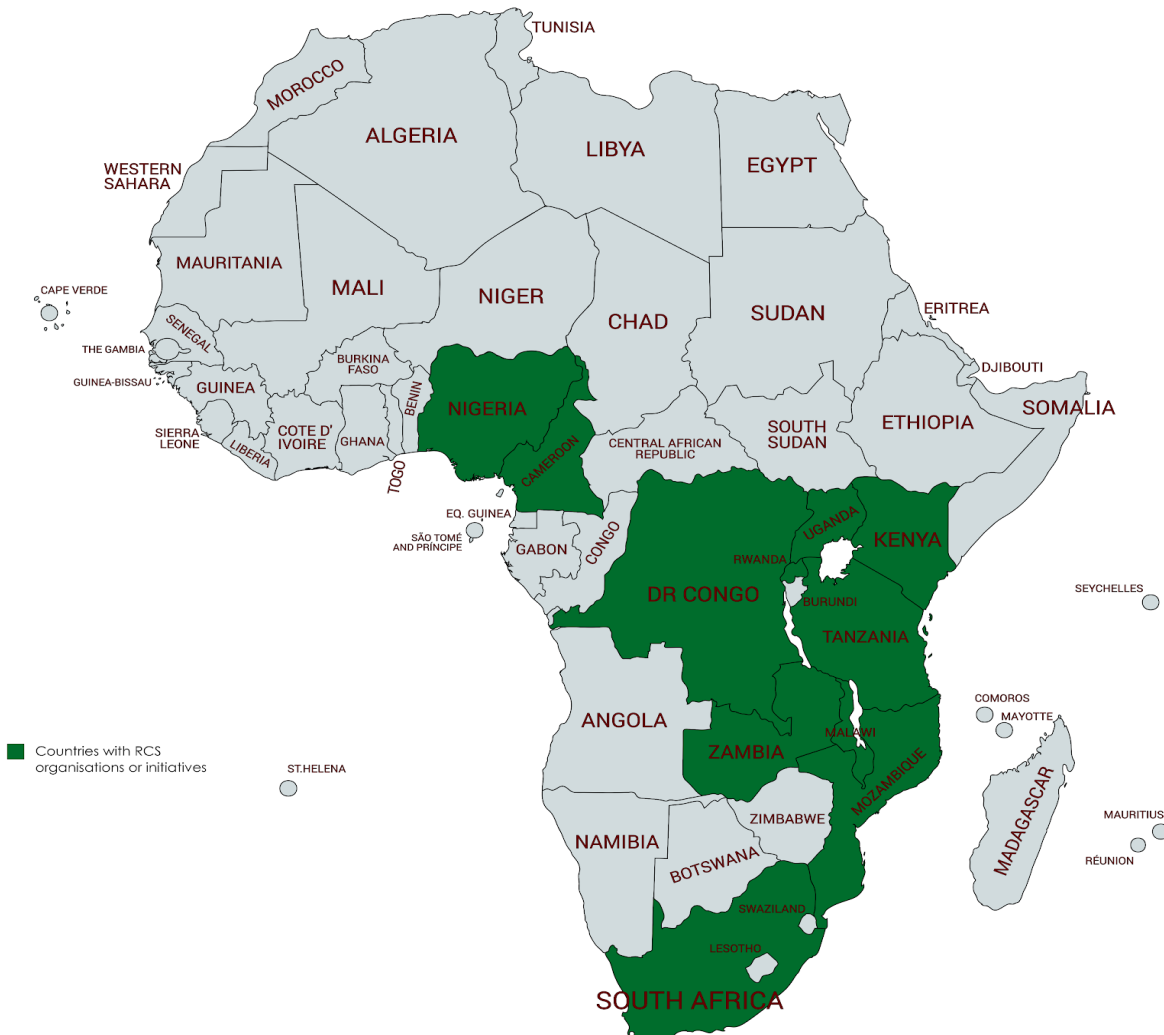 TUNISIA
MOROCCO
ALGERIA
LIBYA
EGYPT
WESTERN
SAHARA
MAURITANIA
MALI
NIGER
CHAD
SUDAN
ERITREA
CAPE VERDE
SENEGAL
THE GAMBIA
GUINEA-BISSAU
GUINEA
BURKINA
FASO
BENIN
NIGERIA
DJIBOUTI
SOMALIA
ETHIOPIA
SOUTH
SUDAN
SIERRA
LEONE
LIBERIA
COTE D'
IVOIRE
GHANA
TOGO
CAMEROON
CENTRAL AFRICAN
REPUBLIC
EQ. GUINEA
SÃO TOMÉ
AND PRÍNCIPE
GABON
CONGO
UGANDA
KENYA
RWANDA
DR CONGO
BURUNDI
TANZANIA
SEYCHELLES
COMOROS
MAYOTTE
ANGOLA
ZAMBIA
MALAWI
MOZAMBIQUE
Countries with RCS
organisations or initiatives
ST.HELENA
MADAGASCAR
MAURITIUS
RÉUNION
NAMIBIA
ZIMBABWE
BOTSWANA
SWAZILAND
LESOTHO
SOUTH AFRICA